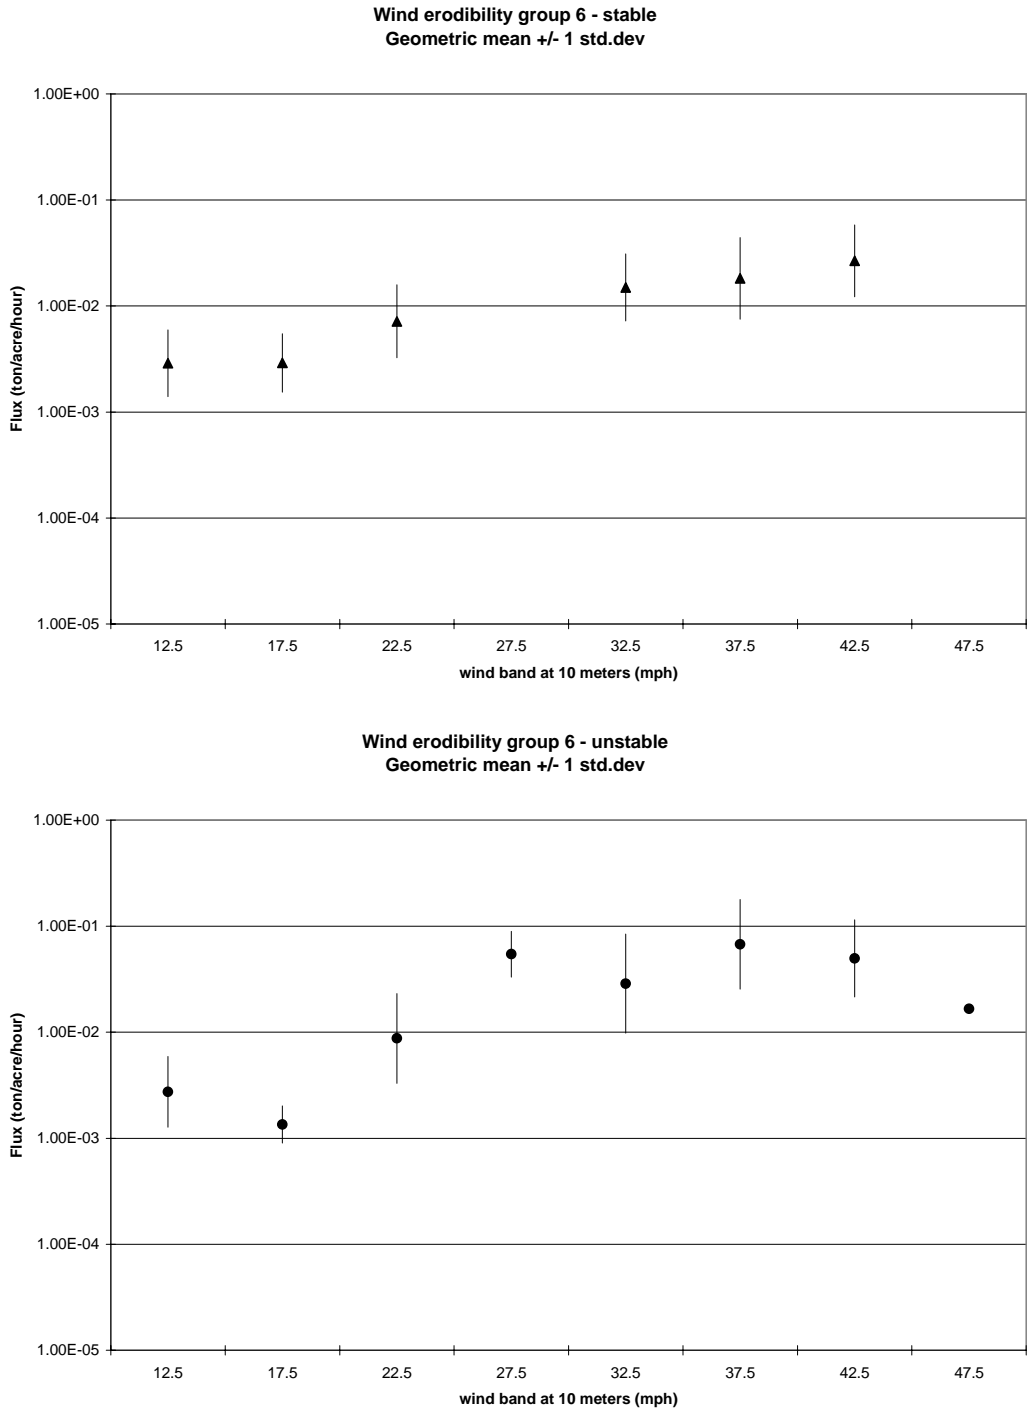 Wind erodibility group 6 - stable
Geometric mean +/- 1 std.dev
1.00E+00
1.00E-01
1.00E-02
1.00E-03
1.00E-04
1.00E-05
Flux (ton/acre/hour)
12.5 17.5 22.5 27.5 32.5 37.5 42.5 47.5
wind band at 10 meters (mph)
Wind erodibility group 6 - unstable
Geometric mean +/- 1 std.dev
1.00E+00
1.00E-01
1.00E-02
1.00E-03
1.00E-04
1.00E-05
Flux (ton/acre/hour)
12.5 17.5 22.5 27.5 32.5 37.5 42.5 47.5
wind band at 10 meters (mph)